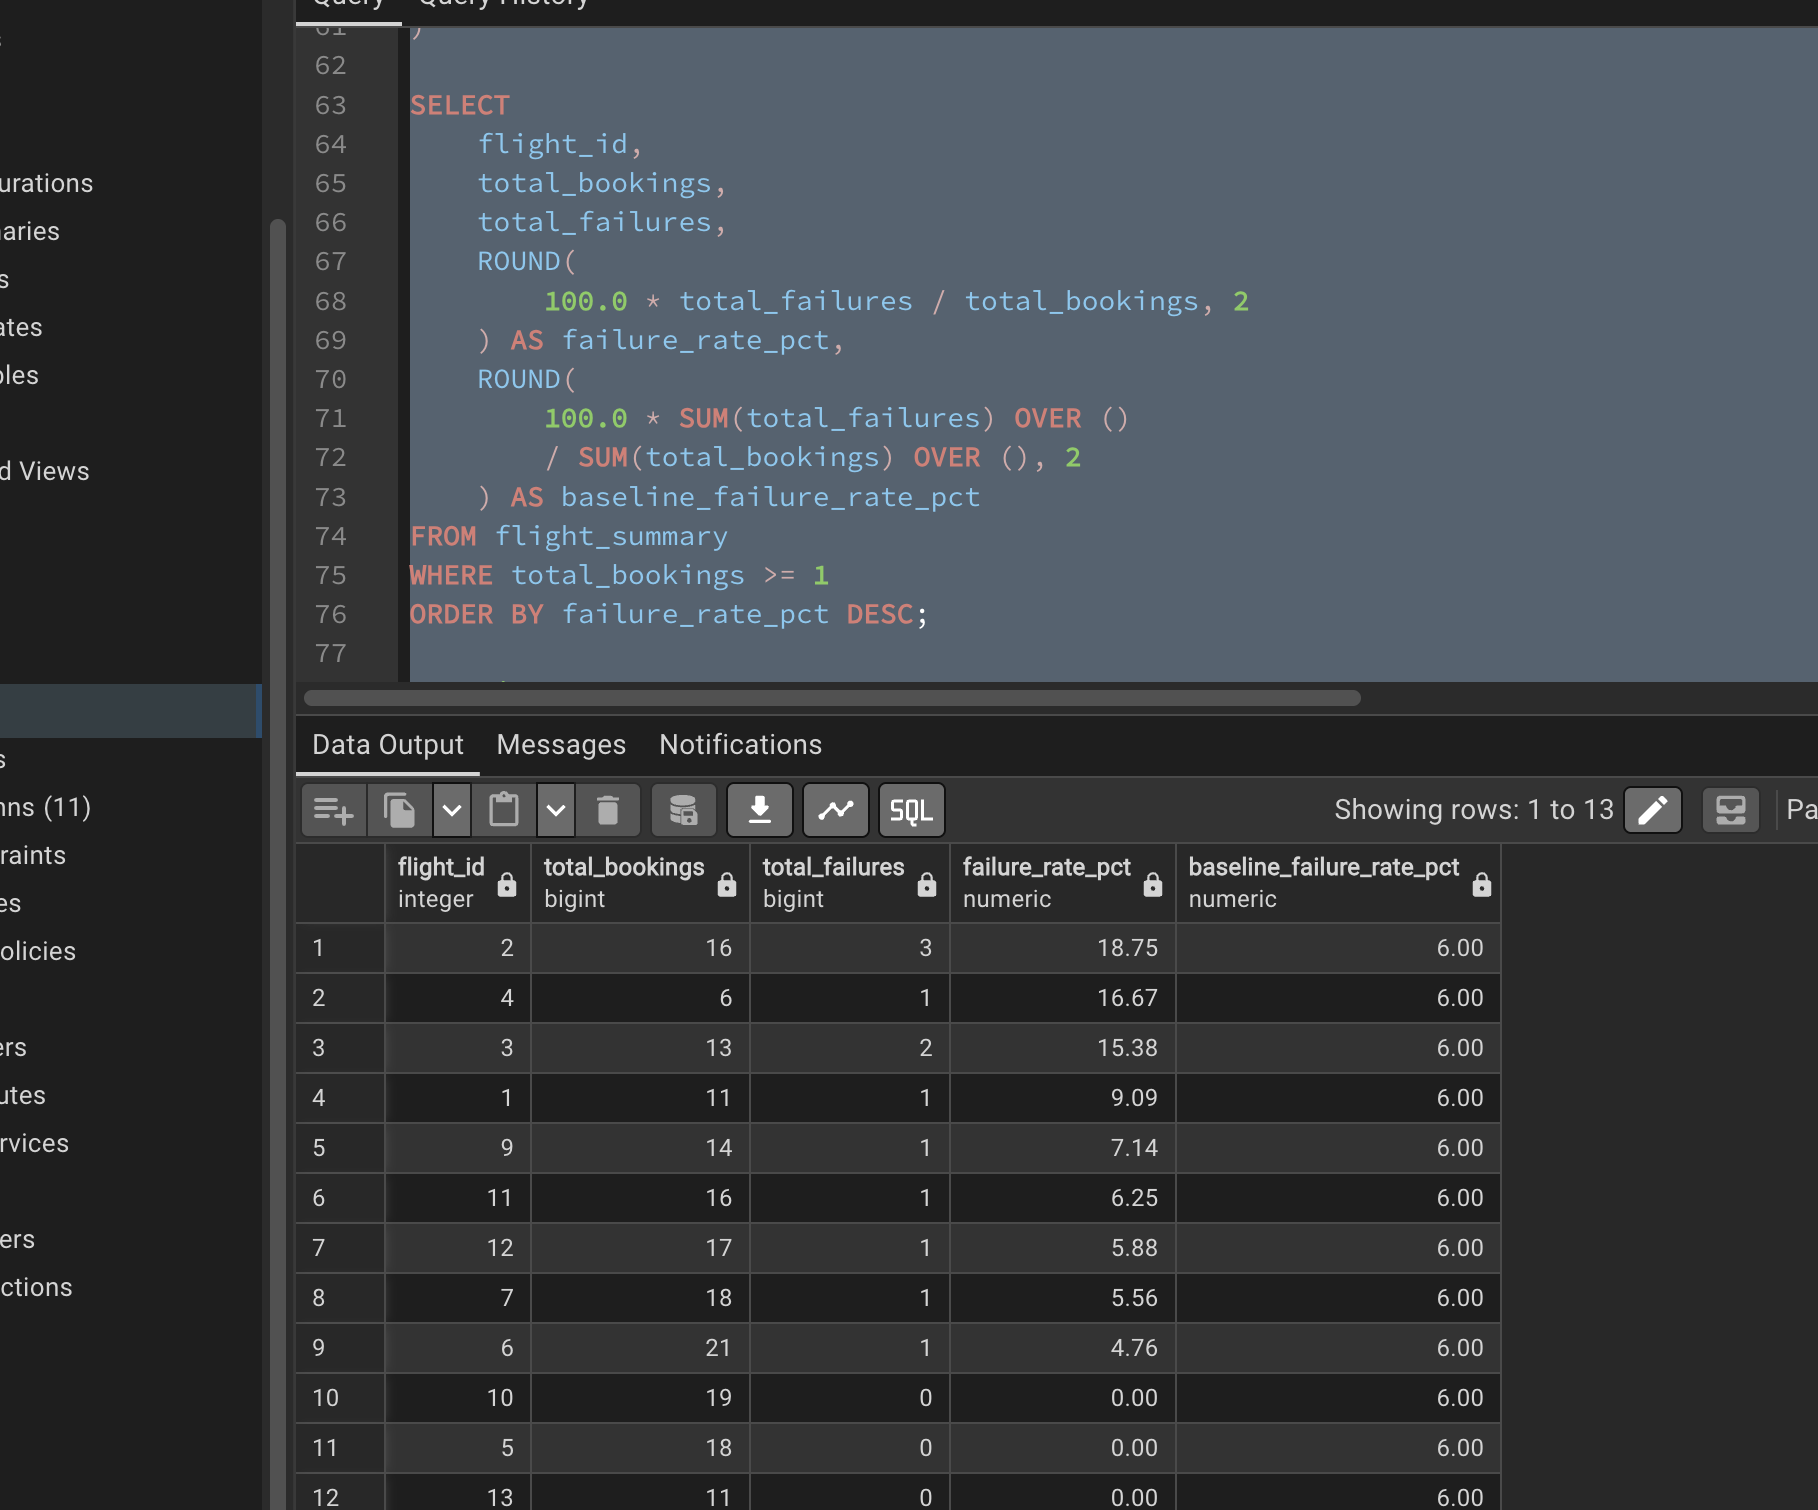 Query Query History
61 )
62
63 SELECT
64 flight_id,
65 total_bookings,
66 total_failures,
67 ROUND(
68 100.0 * total_failures / total_bookings, 2
69 ) AS failure_rate_pct,
70 ROUND(
71 100.0 * SUM(total_failures) OVER ()
72 / SUM(total_bookings) OVER (), 2
73 ) AS baseline_failure_rate_pct
74 FROM flight_summary
75 WHERE total_bookings >= 1
76 ORDER BY failure_rate_pct DESC;
77
s
urations
aries
s
ates
oles
d Views
s
nns (11)
raints
es
olicies
ers
utes
rvices
ers
ctions
Data Output Messages Notifications
SQL Showing rows: 1 to 13 Pa
flight_id total_bookings total_failures failure_rate_pct baseline_failure_rate_pct
integer bigint bigint numeric numeric
1 2 16 3 18.75 6.00
2 4 6 1 16.67 6.00
3 3 13 2 15.38 6.00
4 1 11 1 9.09 6.00
5 9 14 1 7.14 6.00
6 11 16 1 6.25 6.00
7 12 17 1 5.88 6.00
8 7 18 1 5.56 6.00
9 6 21 1 4.76 6.00
10 10 19 0 0.00 6.00
11 5 18 0 0.00 6.00
12 13 11 0 0.00 6.00